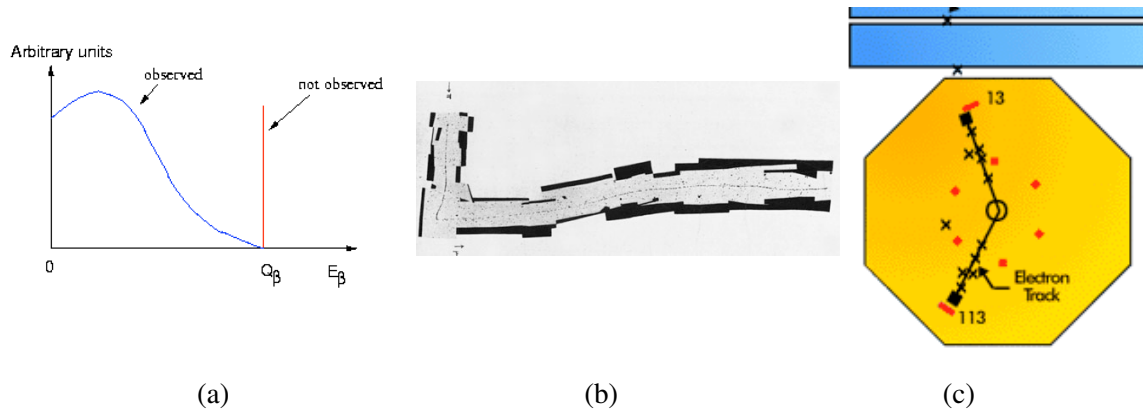 Arbitrary units
observed
not observed
0
Qβ
Eβ
13
Electron
Track
113
(a)
(b)
(c)